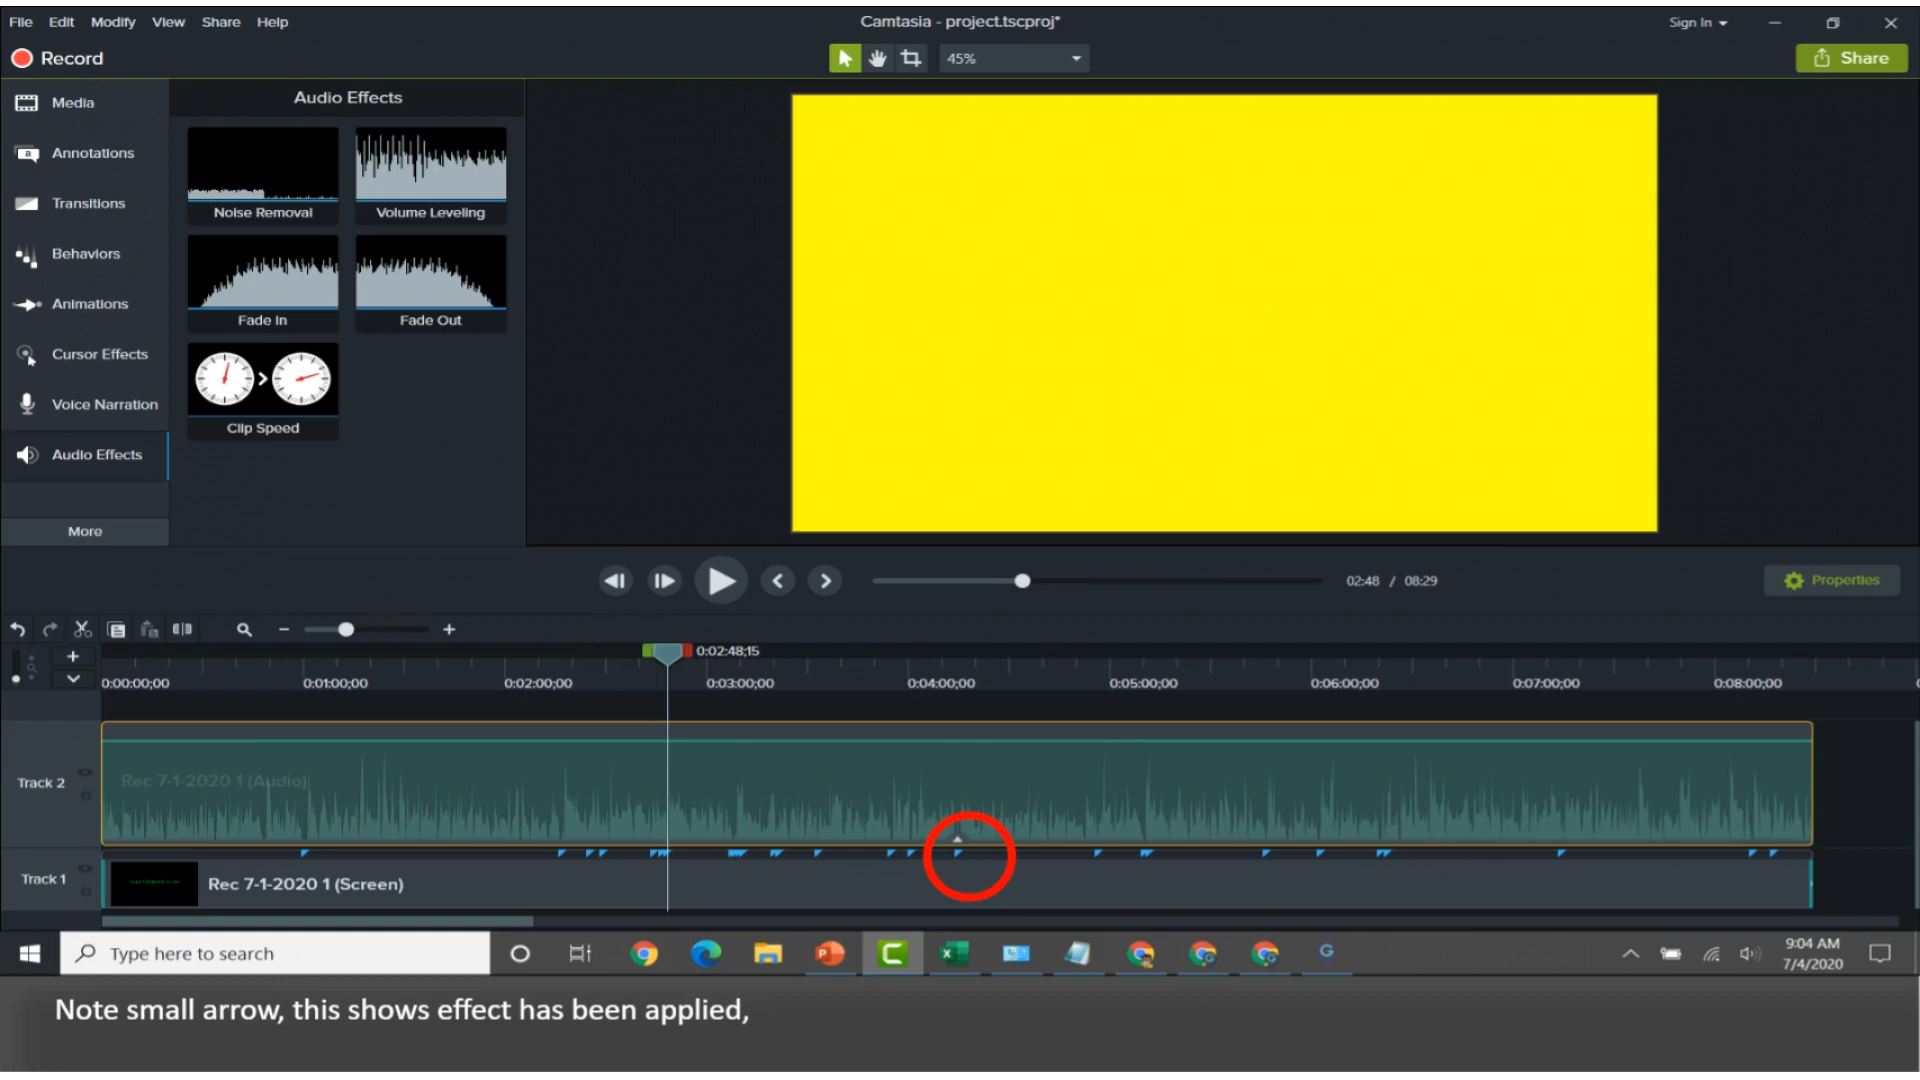 File Edit Modify View Share Help
Camtasia - project.tscproj*
Sign In
Record
45%
Share
Media
Annotations
Transitions
Behaviors
Animations
Cursor Effects
Voice Narration
Audio Effects
More
Audio Effects
Noise Removal Volume Leveling
Fade In Fade Out
Clip Speed
02:48 / 08:29
Properties
0:02:48;15
0:00:00;00 0:01:00;00 0:02:00;00 0:03:00;00 0:04:00;00 0:05:00;00 0:06:00;00 0:07:00;00 0:08:00;00
Track 2
Rec 7-1-2020 1 (Audio)
Track 1
Rec 7-1-2020 1 (Screen)
Type here to search
9:04 AM
7/4/2020
Note small arrow, this shows effect has been applied,